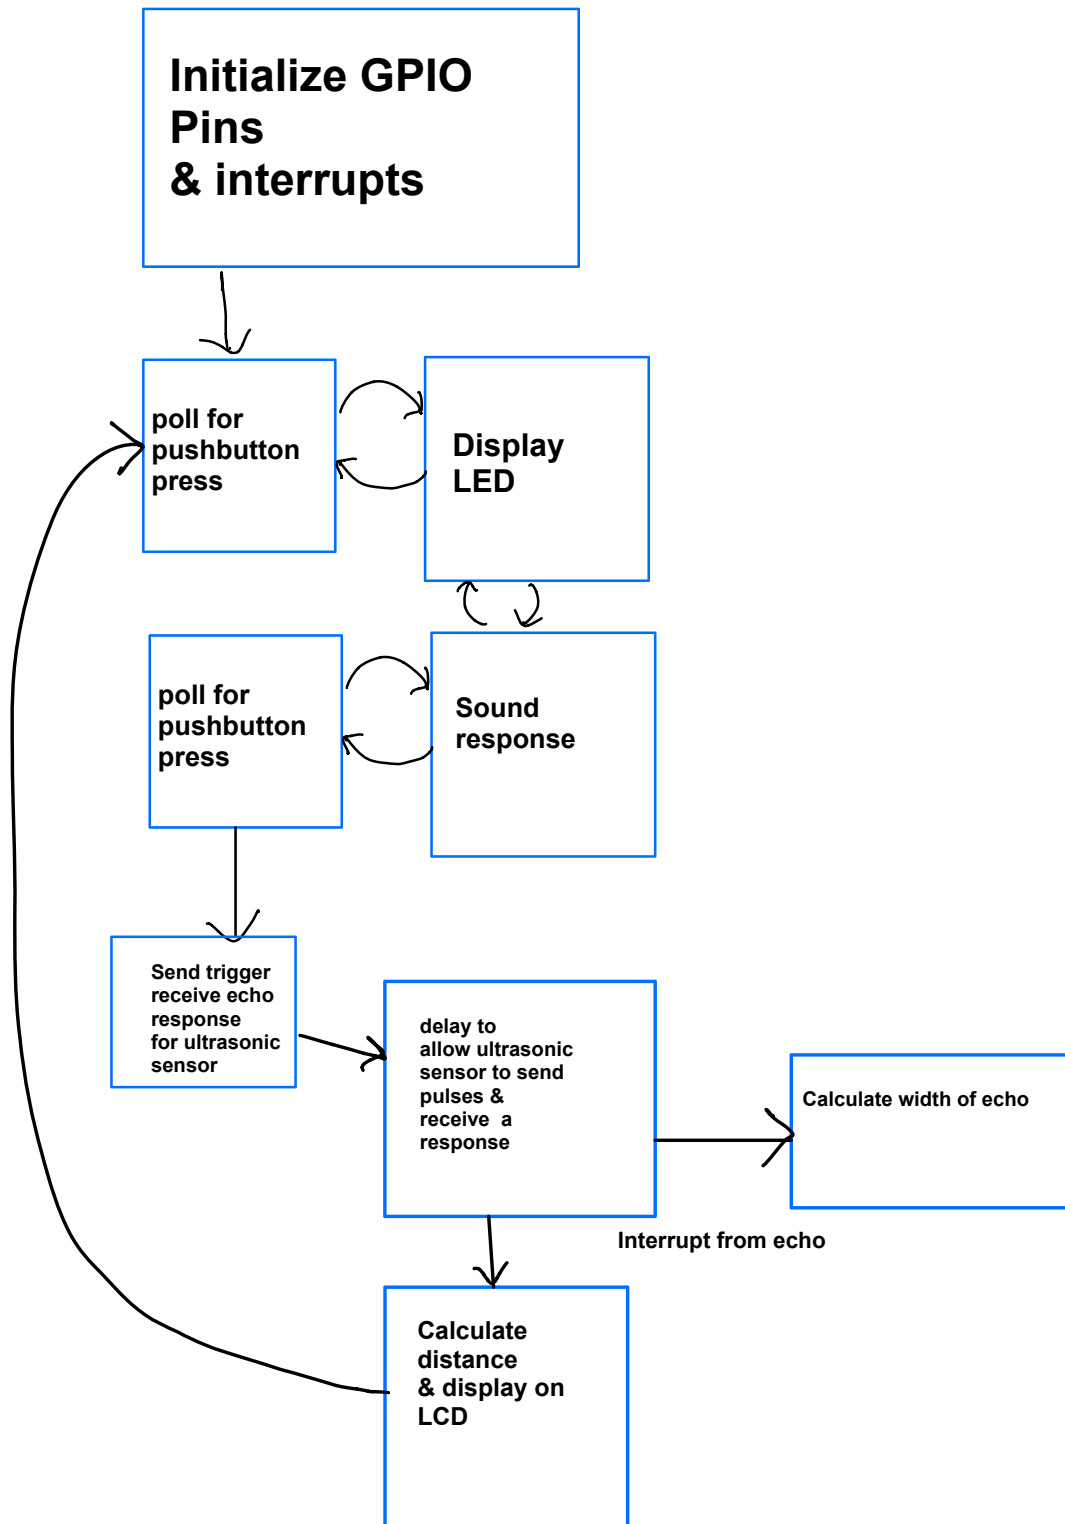 Initialize GPIO
Pins
& interrupts
poll for
pushbutton
press
Display
LED
poll for
pushbutton
press
Sound
response
Send trigger
receive echo
response
for ultrasonic
sensor
delay to
allow ultrasonic
sensor to send
pulses &
receive a
response
Calculate width of echo
Interrupt from echo
Calculate
distance
& display on
LCD